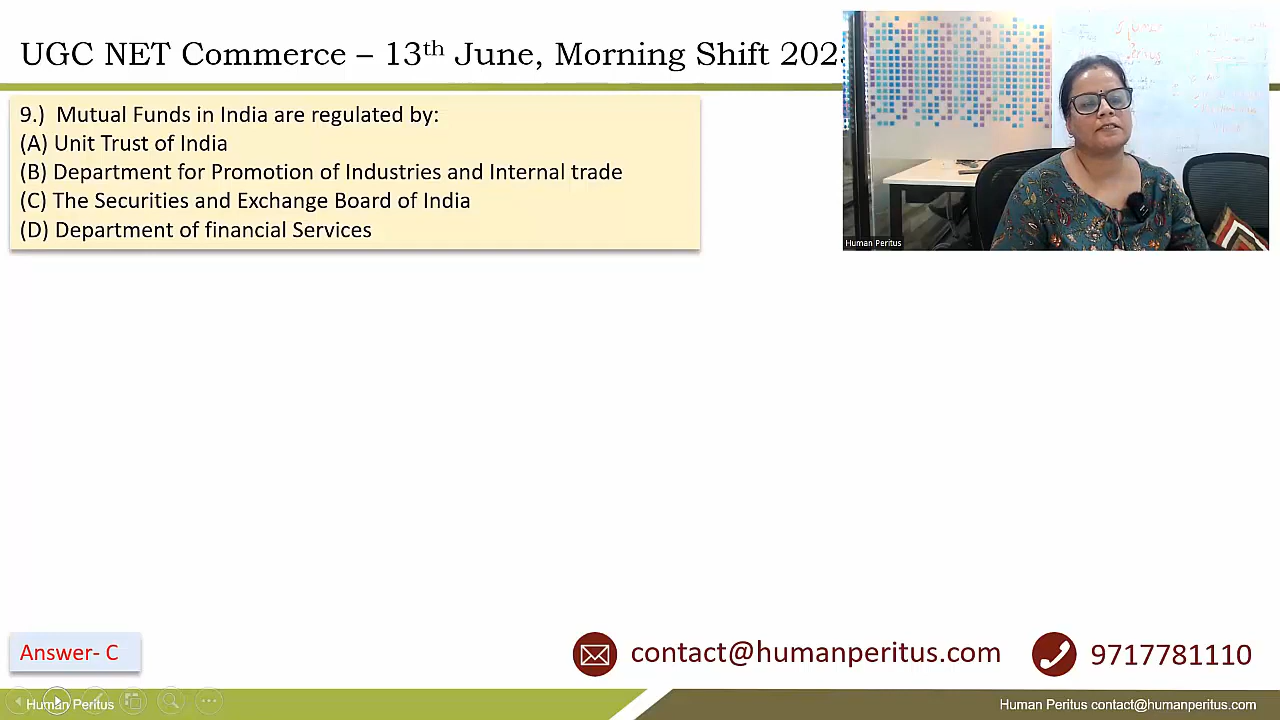 UGC NET Commerce – 13th June, Morning Shift 202
9.) Mutual Funds in India are regulated by:
(A) Unit Trust of India
(B) Department for Promotion of Industries and Internal trade
(C) The Securities and Exchange Board of India
(D) Department of financial Services
Human Peritus
Answer- C
contact@humanperitus.com
9717781110
Human Peritus
Human Peritus contact@humanperitus.com